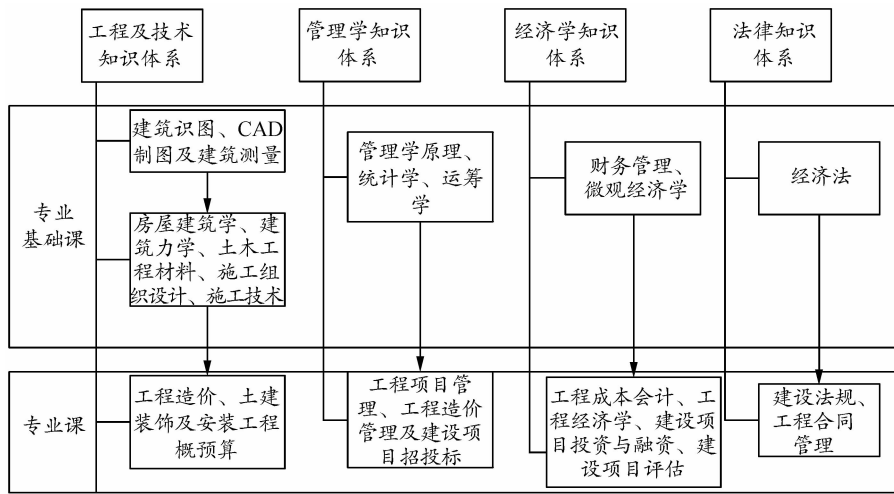 工程及技术
知识体系
管理学知识
体系
经济学知识
体系
法律知识
体系
专业
基础课
建筑识图、CAD
制图及建筑测量
房屋建筑学、建
筑力学、土木工
程材料、施工组
织设计、施工技术
管理学原理、
统计学、运筹
学
财务管理、
微观经济学
经济法
专业课
工程造价、土建
装饰及安装工程
概预算
工程项目管
理、工程造价
管理及建设项
目招投标
工程成本会计、工
程经济学、建设项
目投资与融资、建
设项目评估
建设法规、
工程合同
管理